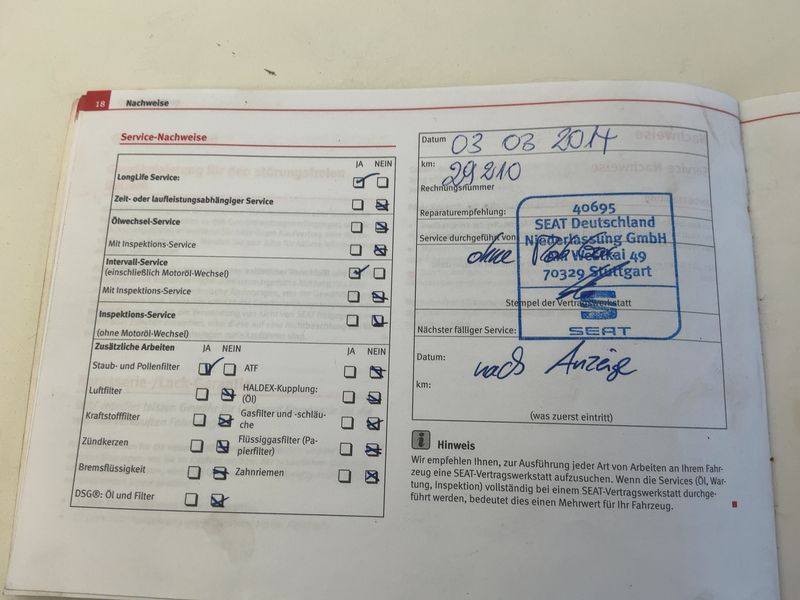 18 Nachweise
Service-Nachweise
JA NEIN
LongLife Service:
Zeit- oder laufleistungsabhängiger Service
Ölwechsel-Service
Mit Inspektions-Service
Intervall-Service
(einschließlich Motoröl-Wechsel)
Mit Inspektions-Service
Inspektions-Service
(ohne Motoröl-Wechsel)
Zusätzliche Arbeiten
JA NEIN JA NEIN
Staub- und Pollenfilter ATF
Luftfilter HALDEX-Kupplung:
(Öl)
Kraftstofffilter Gasfilter und -schläu-
che
Zündkerzen Flüssiggasfilter (Pa-
pierfilter)
Bremsflüssigkeit Zahnriemen
DSG®: Öl und Filter
Datum 03 03 2014
km: 29210
Rechnungsnummer
Reparaturempfehlung:
Service durchgeführt von
ohne
40695
SEAT Deutschland
Niederlassung GmbH
Am Westkai 49
70329 Stuttgart
Stempel der Vertragswerkstatt
SEAT
Nächster fälliger Service:
Datum: nach Anzeige
km:
(was zuerst eintritt)
i Hinweis
Wir empfehlen Ihnen, zur Ausführung jeder Art von Arbeiten an Ihrem Fahr-
zeug eine SEAT-Vertragswerkstatt aufzusuchen. Wenn die Services (Öl, War-
tung, Inspektion) vollständig bei einem SEAT-Vertragswerkstatt durchge-
führt werden, bedeutet dies einen Mehrwert für Ihr Fahrzeug.